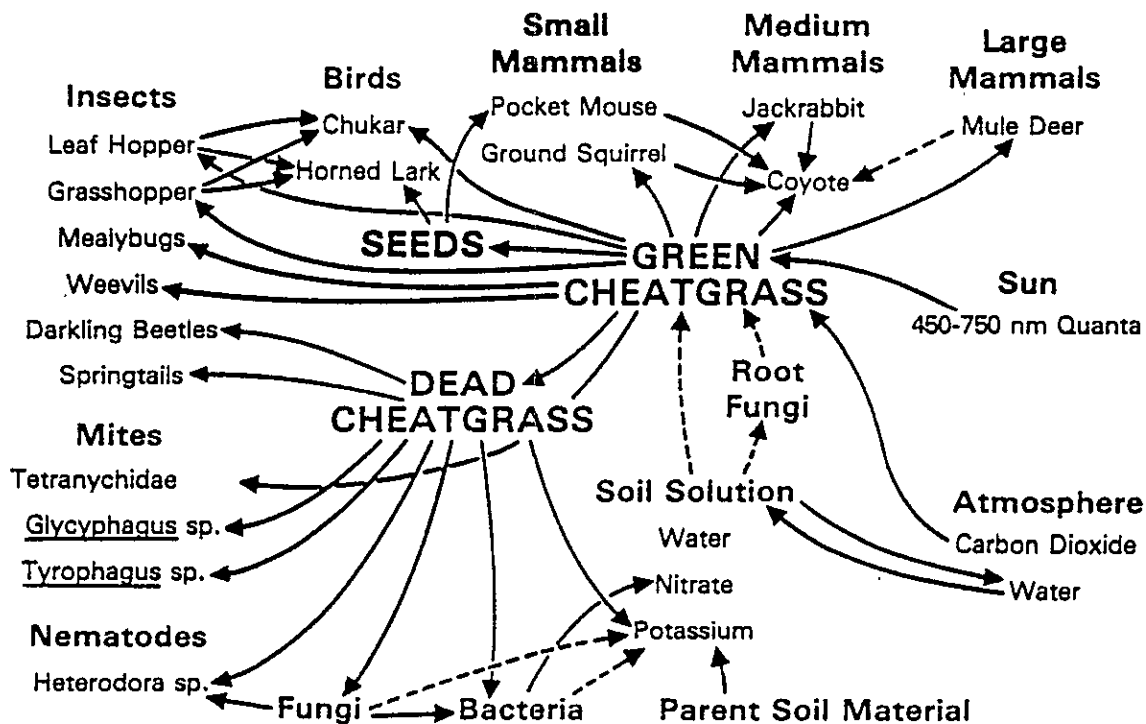 Small
Mammals
Medium
Mammals
Large
Mammals
Insects
Birds
Pocket Mouse
Jackrabbit
Leaf Hopper
Chukar
Mule Deer
Ground Squirrel
Grasshopper
Horned Lark
Coyote
Mealybugs
SEEDS
GREEN
CHEATGRASS
Weevils
Sun
450-750 nm Quanta
Darkling Beetles
Springtails
DEAD
CHEATGRASS
Root
Fungi
Mites
Tetranychidae
Soil Solution
Atmosphere
Glycyphagus sp.
Water
Carbon Dioxide
Tyrophagus sp.
Nitrate
Water
Nematodes
Potassium
Heterodora sp.
Fungi
Bacteria
Parent Soil Material